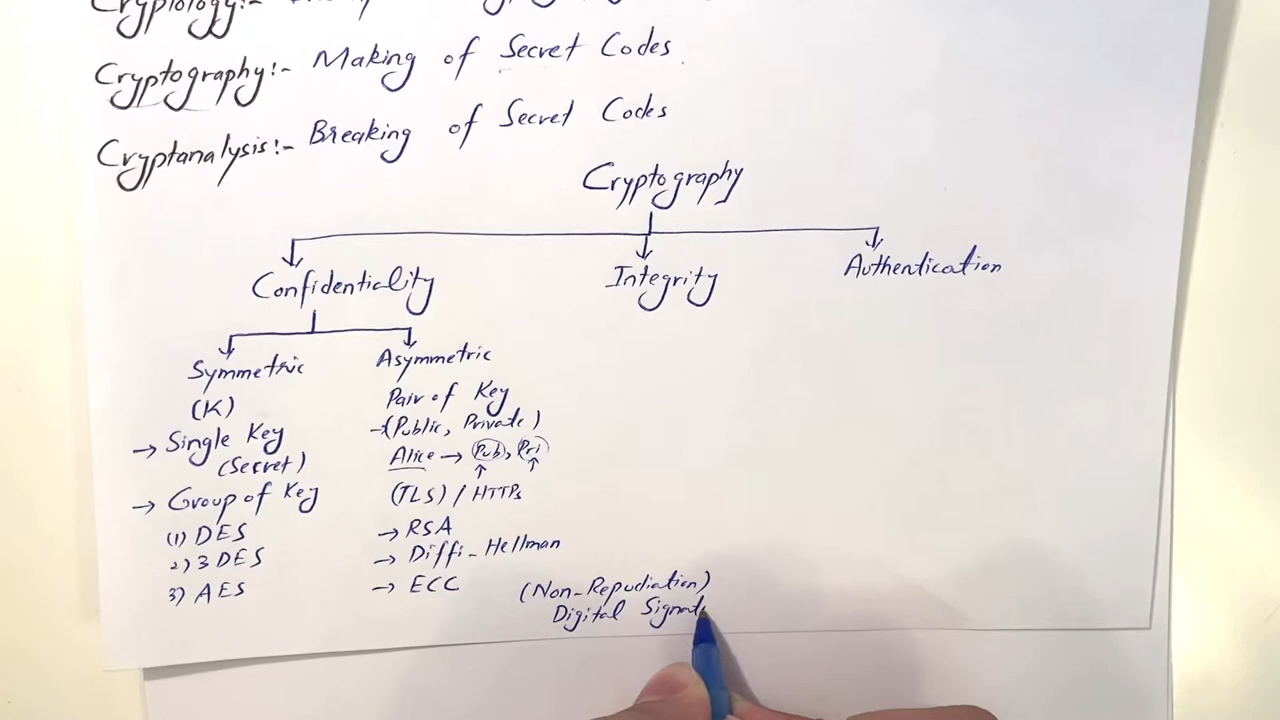 Cryptology:-
Cryptography:- Making of Secret Codes
Cryptanalysis:- Breaking of Secret Codes
Cryptography
Confidentiality Integrity Authentication
Symmetric Asymmetric
(K) Pair of Key
→ Single Key -(Public, Private)
(Secret) Alice → Pub, Pri
→ Group of Key (TLS) / HTTPs
(1) DES → RSA
2) 3 DES → Diffi-Hellman
3) AES → ECC
(Non-Repudiation)
Digital Signat